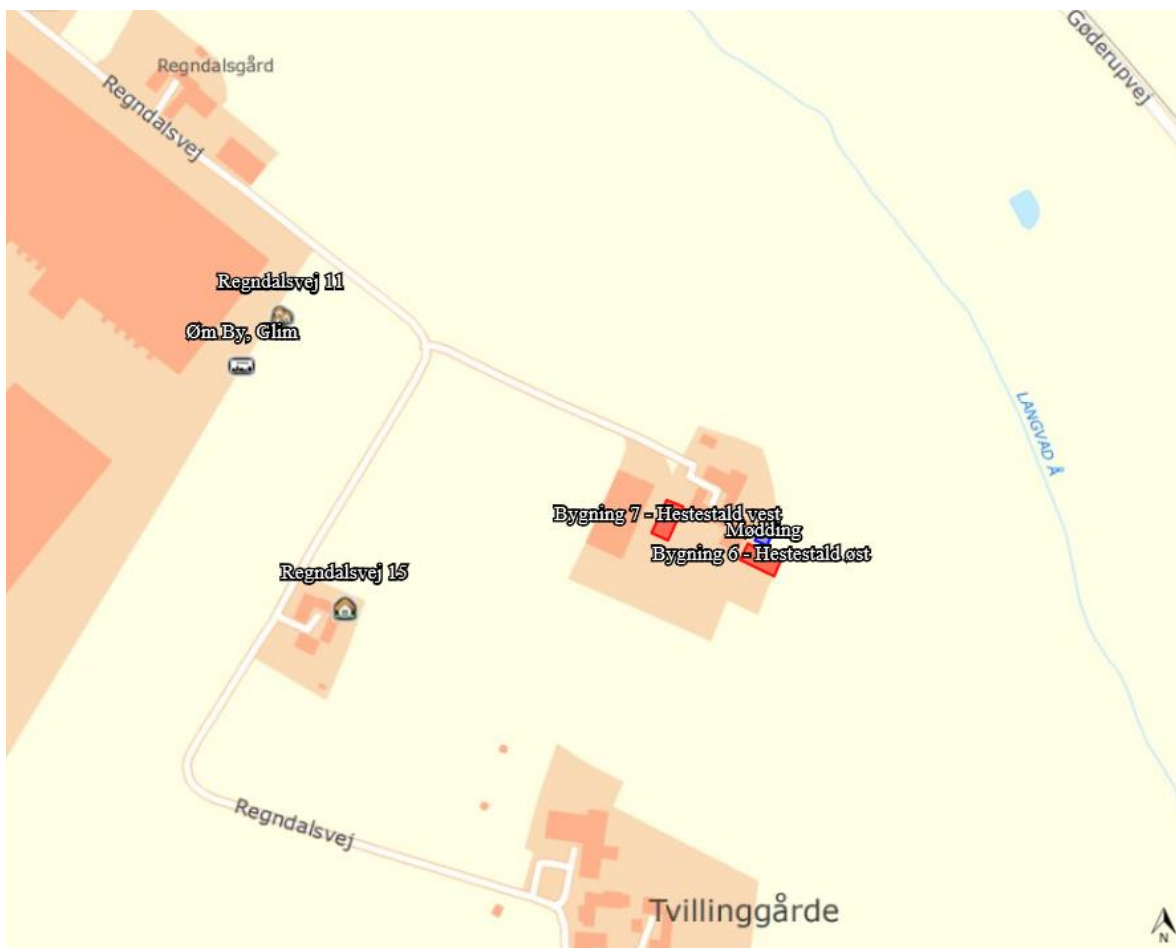 Gøderupvej
Regndalsgård
Regndalsvej
Regndalsvej 11
Øm By, Glim
LANGVAD Å
Bygning 7 - Hestestald vest
Mødding
Bygning 6 - Hestestald øst
Regndalsvej 15
Regndalsvej
Tvillinggårde
N